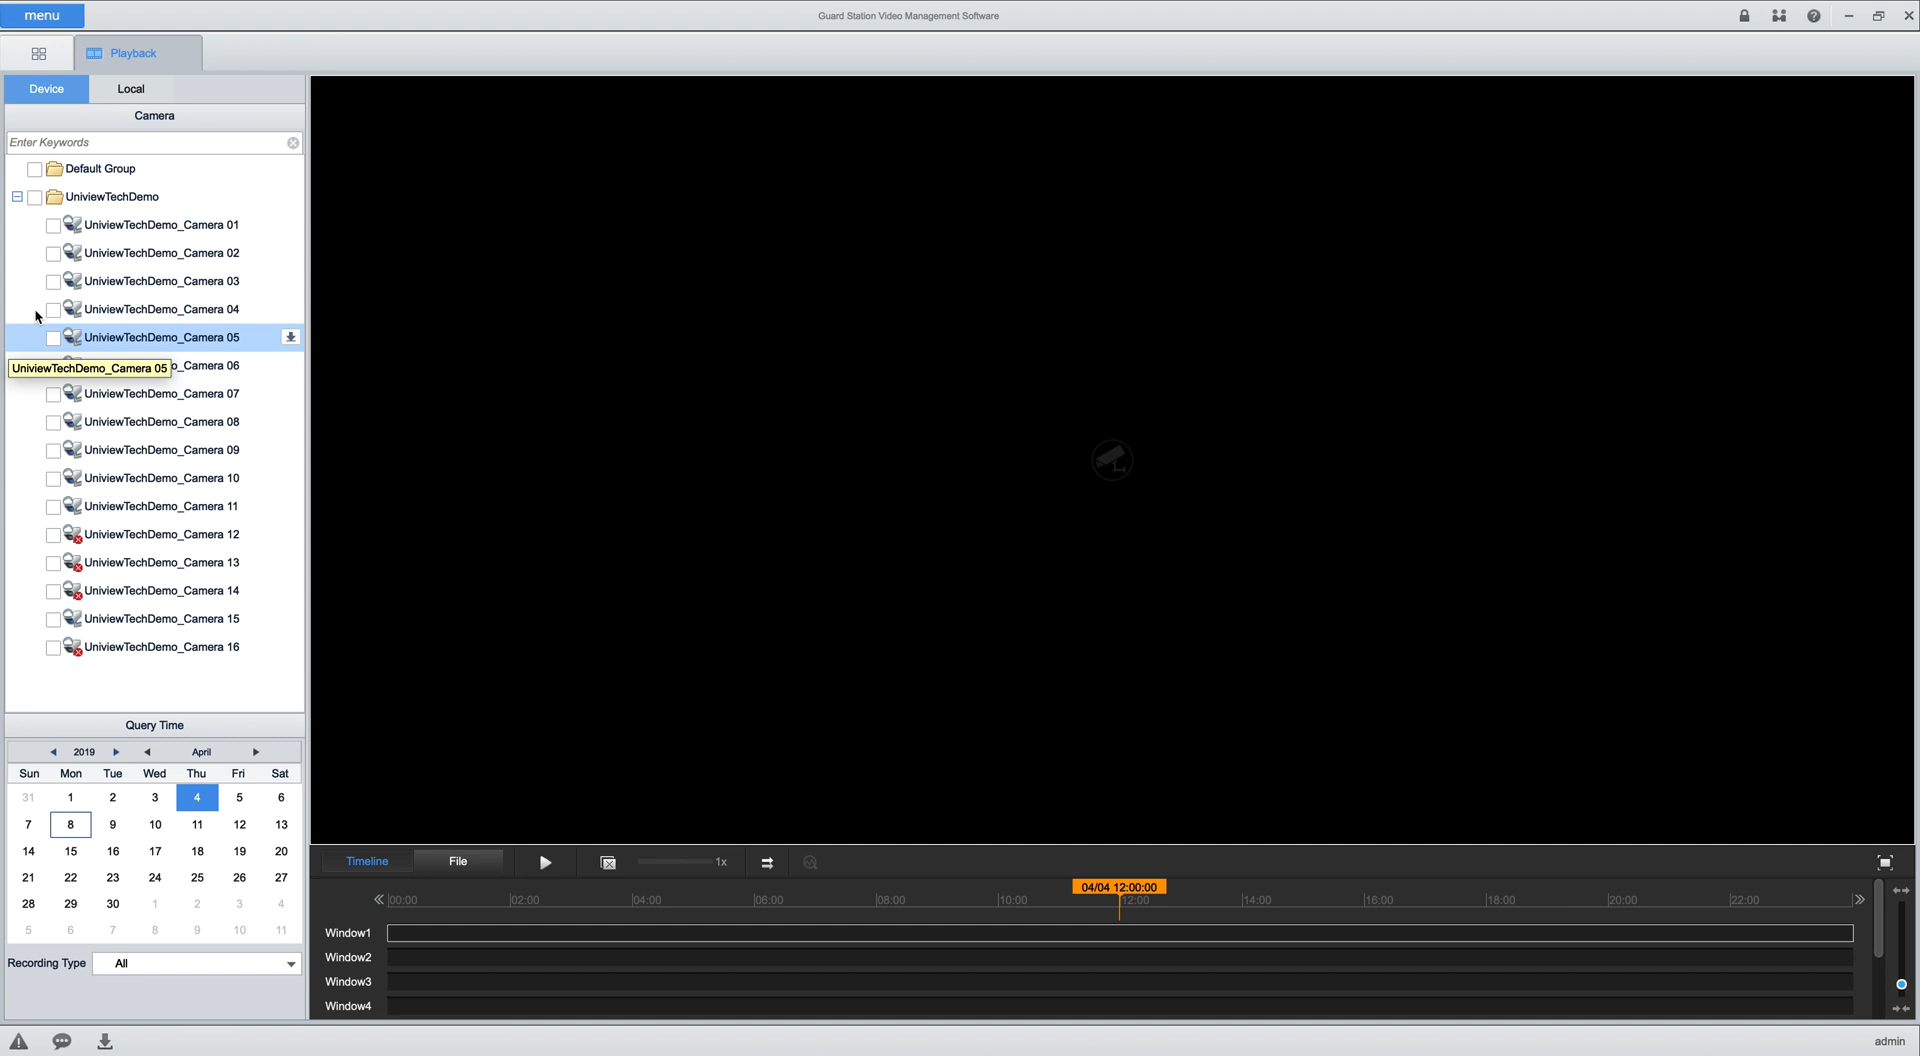 menu
Guard Station Video Management Software
Playback
Device Local
Camera
Enter Keywords
Default Group
UniviewTechDemo
UniviewTechDemo_Camera 01
UniviewTechDemo_Camera 02
UniviewTechDemo_Camera 03
UniviewTechDemo_Camera 04
UniviewTechDemo_Camera 05
UniviewTechDemo_Camera 05
o_Camera 06
UniviewTechDemo_Camera 07
UniviewTechDemo_Camera 08
UniviewTechDemo_Camera 09
UniviewTechDemo_Camera 10
UniviewTechDemo_Camera 11
UniviewTechDemo_Camera 12
UniviewTechDemo_Camera 13
UniviewTechDemo_Camera 14
UniviewTechDemo_Camera 15
UniviewTechDemo_Camera 16
Query Time
2019 April
Sun Mon Tue Wed Thu Fri Sat
31 1 2 3 4 5 6
7 8 9 10 11 12 13
14 15 16 17 18 19 20
21 22 23 24 25 26 27
28 29 30 1 2 3 4
5 6 7 8 9 10 11
Recording Type All
Timeline File 1x
04/04 12:00:00
00:00 02:00 04:00 06:00 08:00 10:00 12:00 14:00 16:00 18:00 20:00 22:00
Window1
Window2
Window3
Window4
admin